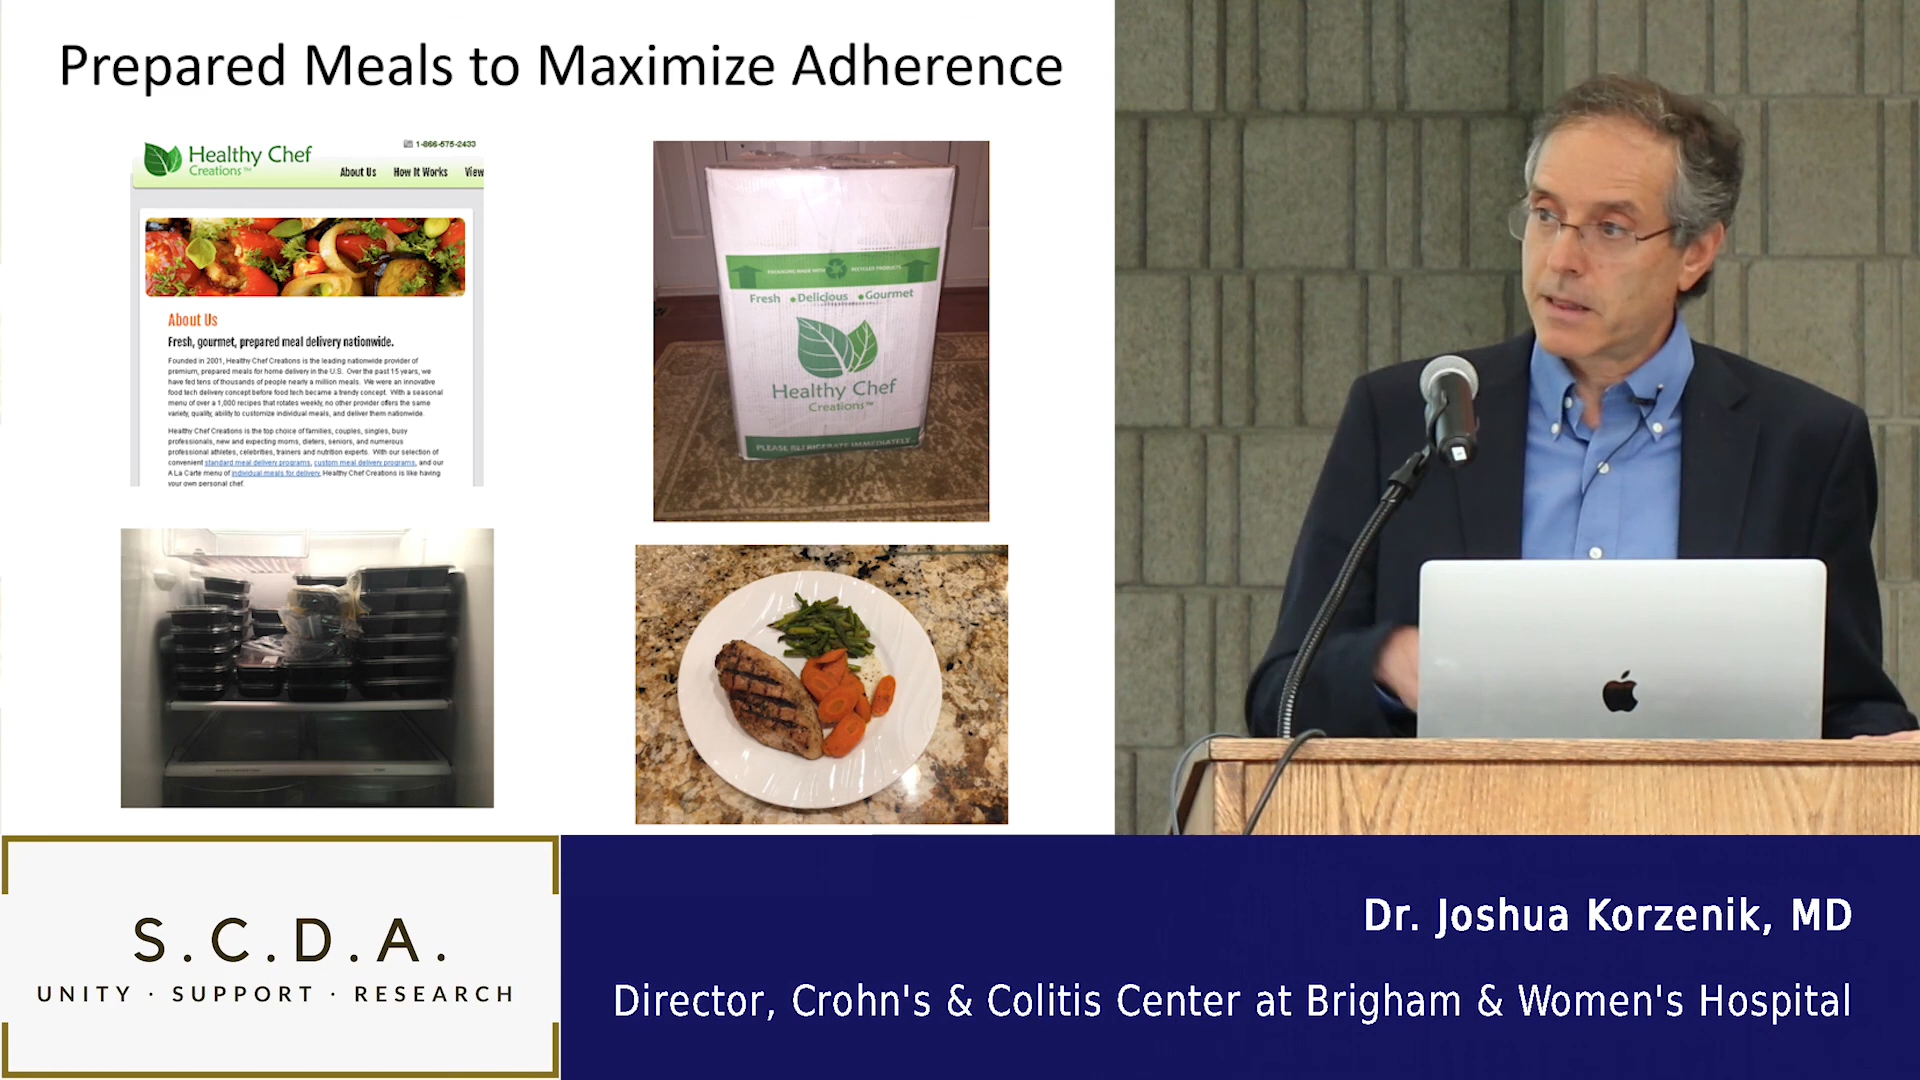 Prepared Meals to Maximize Adherence
Healthy Chef
Creations™
1-866-575-2433
About Us How It Works View
About Us
Fresh, gourmet, prepared meal delivery nationwide.
Founded in 2001, Healthy Chef Creations is the leading nationwide provider of
premium, prepared meals for home delivery in the U.S. Over the past 15 years, we
have fed tens of thousands of people nearly a million meals. We were an innovative
food tech delivery concept before food tech became a trendy concept. With a seasonal
menu of over a 1,000 recipes that rotates weekly, no other provider offers the same
variety, quality, ability to customize individual meals, and deliver them nationwide.
Healthy Chef Creations is the top choice of families, couples, singles, busy
professionals, new and expecting moms, dieters, seniors, and numerous
professional athletes, celebrities, trainers and nutrition experts. With our selection of
convenient standard meal delivery programs, custom meal delivery programs, and our
A La Carte menu of individual meals for delivery, Healthy Chef Creations is like having
your own personal chef.
PACKAGING MADE WITH RECYCLED PRODUCTS
Fresh •Delicious •Gourmet
Healthy Chef
Creations™
PLEASE REFRIGERATE IMMEDIATELY
S.C.D.A.
UNITY · SUPPORT · RESEARCH
Dr. Joshua Korzenik, MD
Director, Crohn's & Colitis Center at Brigham & Women's Hospital